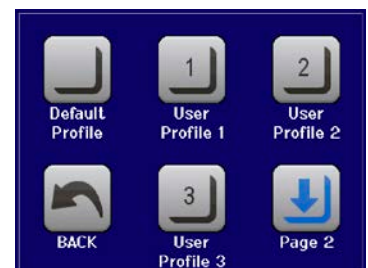 1
2
Default
Profile
User
Profile 1
User
Profile 2
3
BACK
User
Profile 3
Page 2